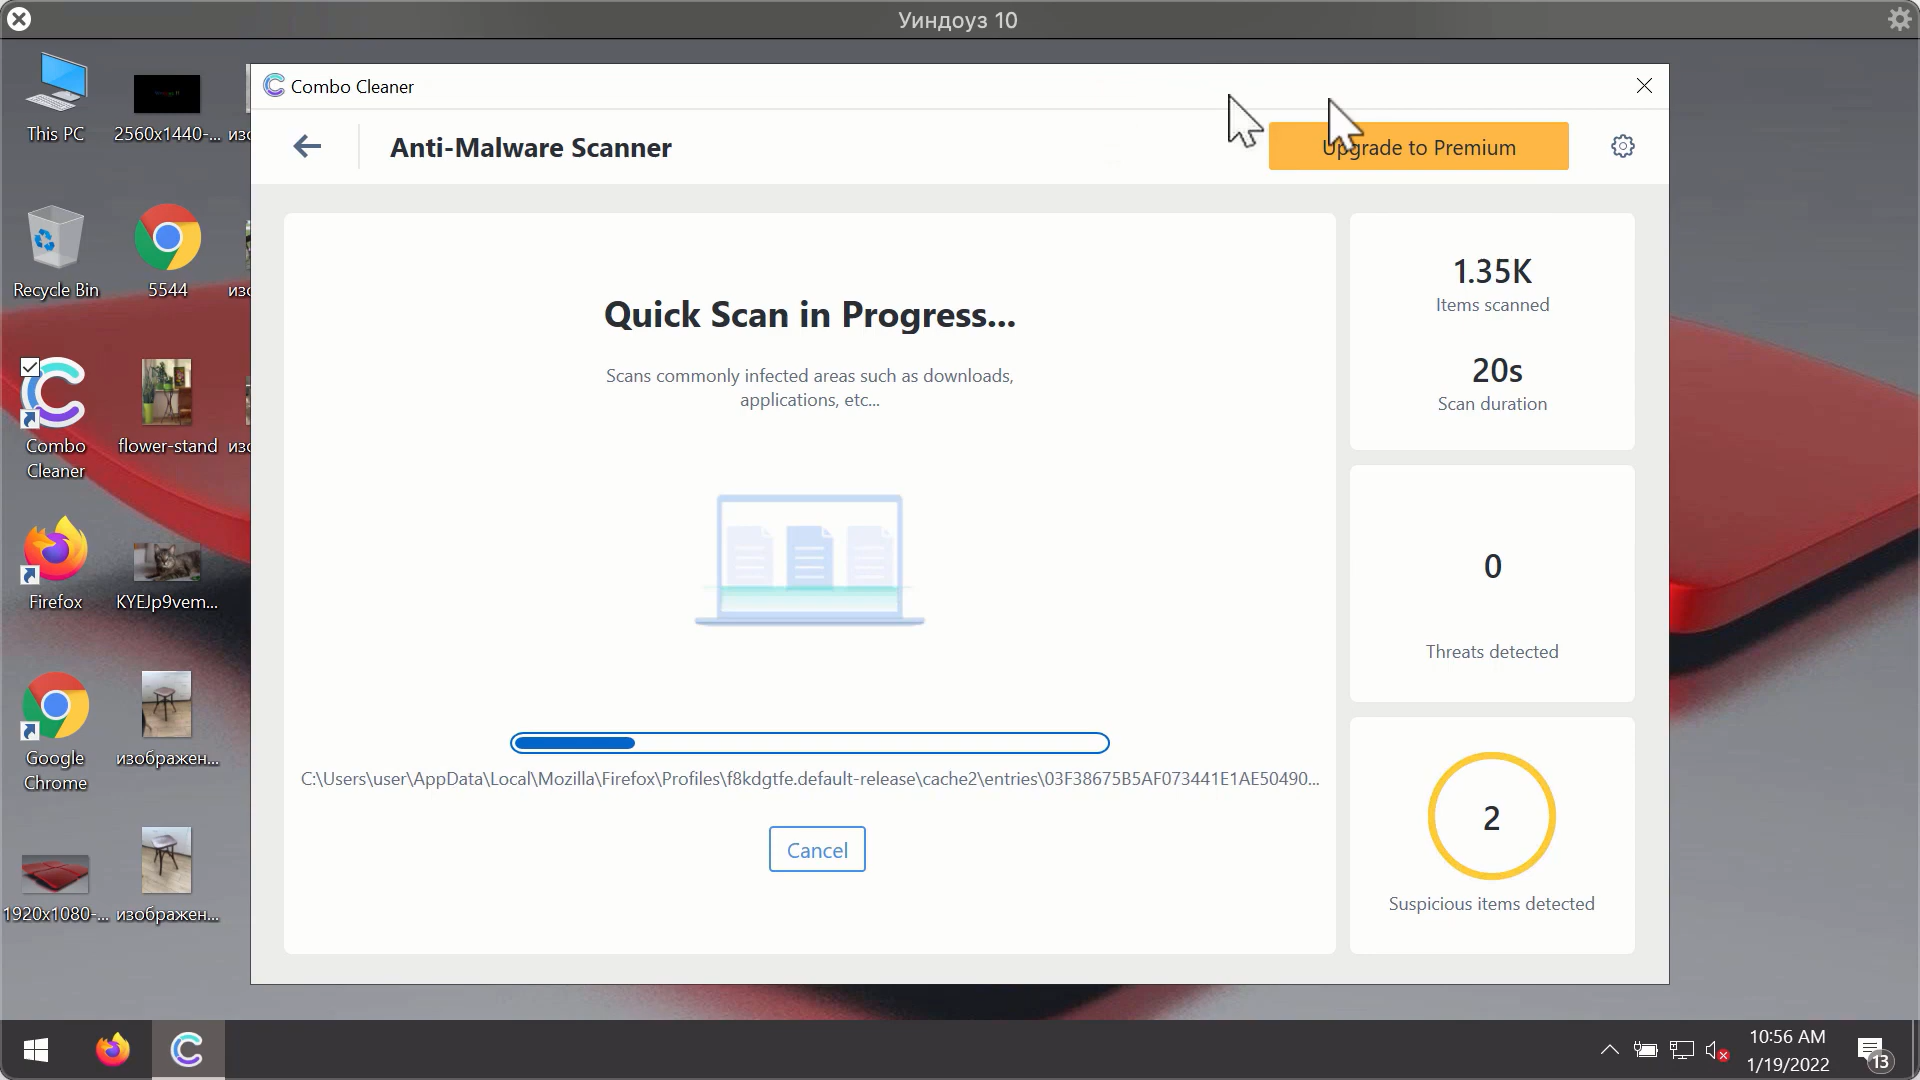 Уиндоуз 10
This PC
2560x1440-...
изо
Recycle Bin
5544
изо
Combo
Cleaner
flower-stand
изо
Firefox
KYEJp9vem...
Google
Chrome
изображен...
1920x1080-...
изображен...
Combo Cleaner
Anti-Malware Scanner
Upgrade to Premium
Quick Scan in Progress...
Scans commonly infected areas such as downloads,
applications, etc...
C:\Users\user\AppData\Local\Mozilla\Firefox\Profiles\f8kdgtfe.default-release\cache2\entries\03F38675B5AF073441E1AE50490...
Cancel
1.35K
Items scanned
20s
Scan duration
0
Threats detected
2
Suspicious items detected
10:56 AM
1/19/2022
13